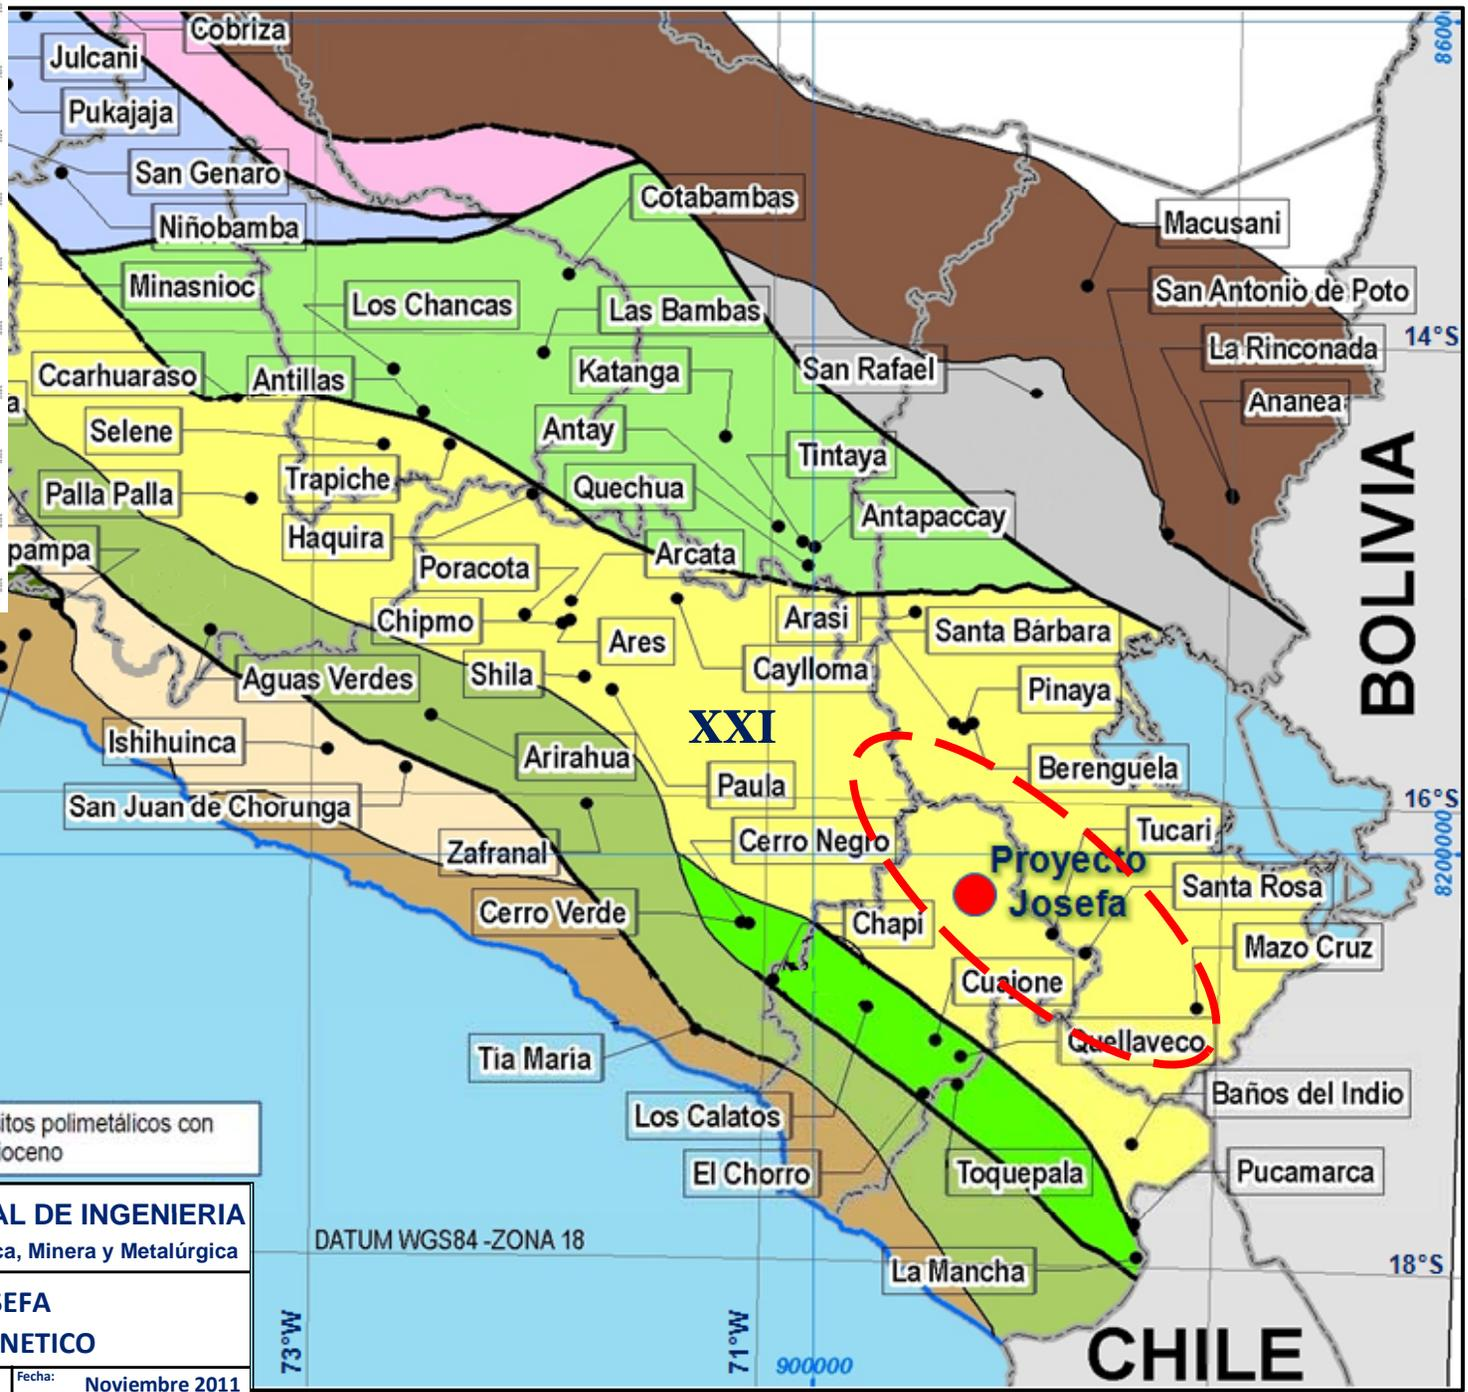 Cobriza
Julcani
8600
Pukajaja
San Genaro
Cotabambas
Niñobamba
Macusani
Minasnioc
Los Chancas
Las Bambas
San Antonio de Poto
14°S
La Rinconada
Ccarhuaraso
Antillas
Katanga
San Rafael
Ananea
a
Selene
Antay
Tintaya
Trapiche
Quechua
Palla Palla
Antapaccay
Haquira
pampa
Arcata
Poracota
BOLIVIA
Chipmo
Arasi
Santa Bárbara
Ares
Caylloma
Shila
Aguas Verdes
Pinaya
XXI
Ishihuinca
Arirahua
Berenguela
Paula
16°S
San Juan de Chorunga
Tucari
Cerro Negro
8200000
Zafranal
Proyecto
Josefa
Santa Rosa
Cerro Verde
Chapi
Mazo Cruz
Cuajone
Quellaveco
Tia Maria
Baños del Indio
Los Calatos
itos polimetálicos con
ioceno
El Chorro
Toquepala
Pucamarca
AL DE INGENIERIA
ca, Minera y Metalúrgica
DATUM WGS84 -ZONA 18
La Mancha
18°S
SEFA
NETICO
73°W
71°W
900000
CHILE
Fecha:
Noviembre 2011